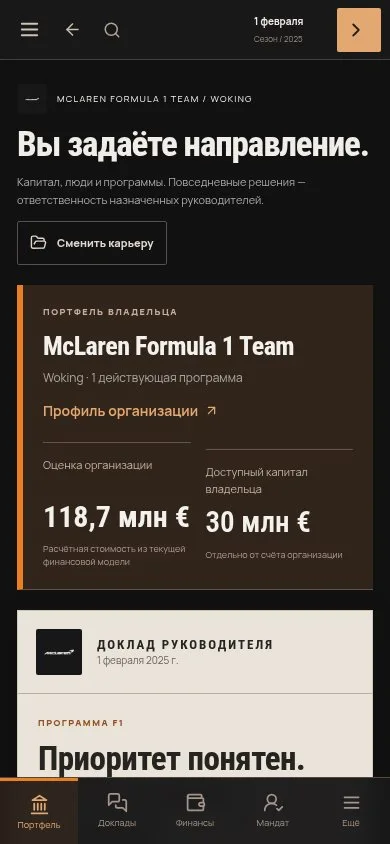 1 февраля
Сезон / 2025
MCLAREN FORMULA 1 TEAM / WOKING
Вы задаёте направление.
Капитал, люди и программы. Повседневные решения —
ответственность назначенных руководителей.
Сменить карьеру
ПОРТФЕЛЬ ВЛАДЕЛЬЦА
McLaren Formula 1 Team
Woking · 1 действующая программа
Профиль организации
Оценка организации
118,7 млн €
Расчётная стоимость из текущей
финансовой модели
Доступный капитал
владельца
30 млн €
Отдельно от счёта организации
McLaren
ДОКЛАД РУКОВОДИТЕЛЯ
1 февраля 2025 г.
ПРОГРАММА F1
Приоритет понятен.
Портфель
Доклады
Финансы
Мандат
Ещё